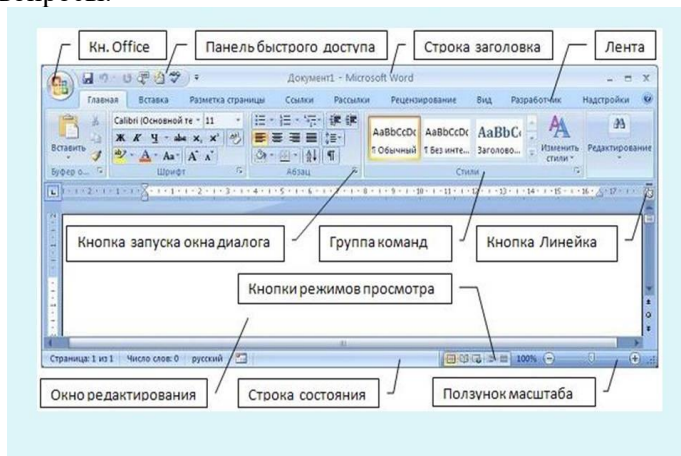 Кн. Office Панель быстрого доступа Строка заголовка Лента
Документ1 - Microsoft Word
Главная Вставка Разметка страницы Ссылки Рассылки Рецензирование Вид Разработчик Надстройки
Calibri (Основной те 11
Ж К Ч abe x, x²
Вставить
AaBbCcDc AaBbCcDc AaBbCc
¶ Обычный ¶ Без инте... Заголово...
Изменить стили
Редактирование
Буфер о... Шрифт Абзац Стили
Кнопка запуска окна диалога Группа команд Кнопка Линейка
Кнопки режимов просмотра
Страница: 1 из 1 Число слов: 0 русский 100%
Окно редактирования Строка состояния Ползунок масштаба